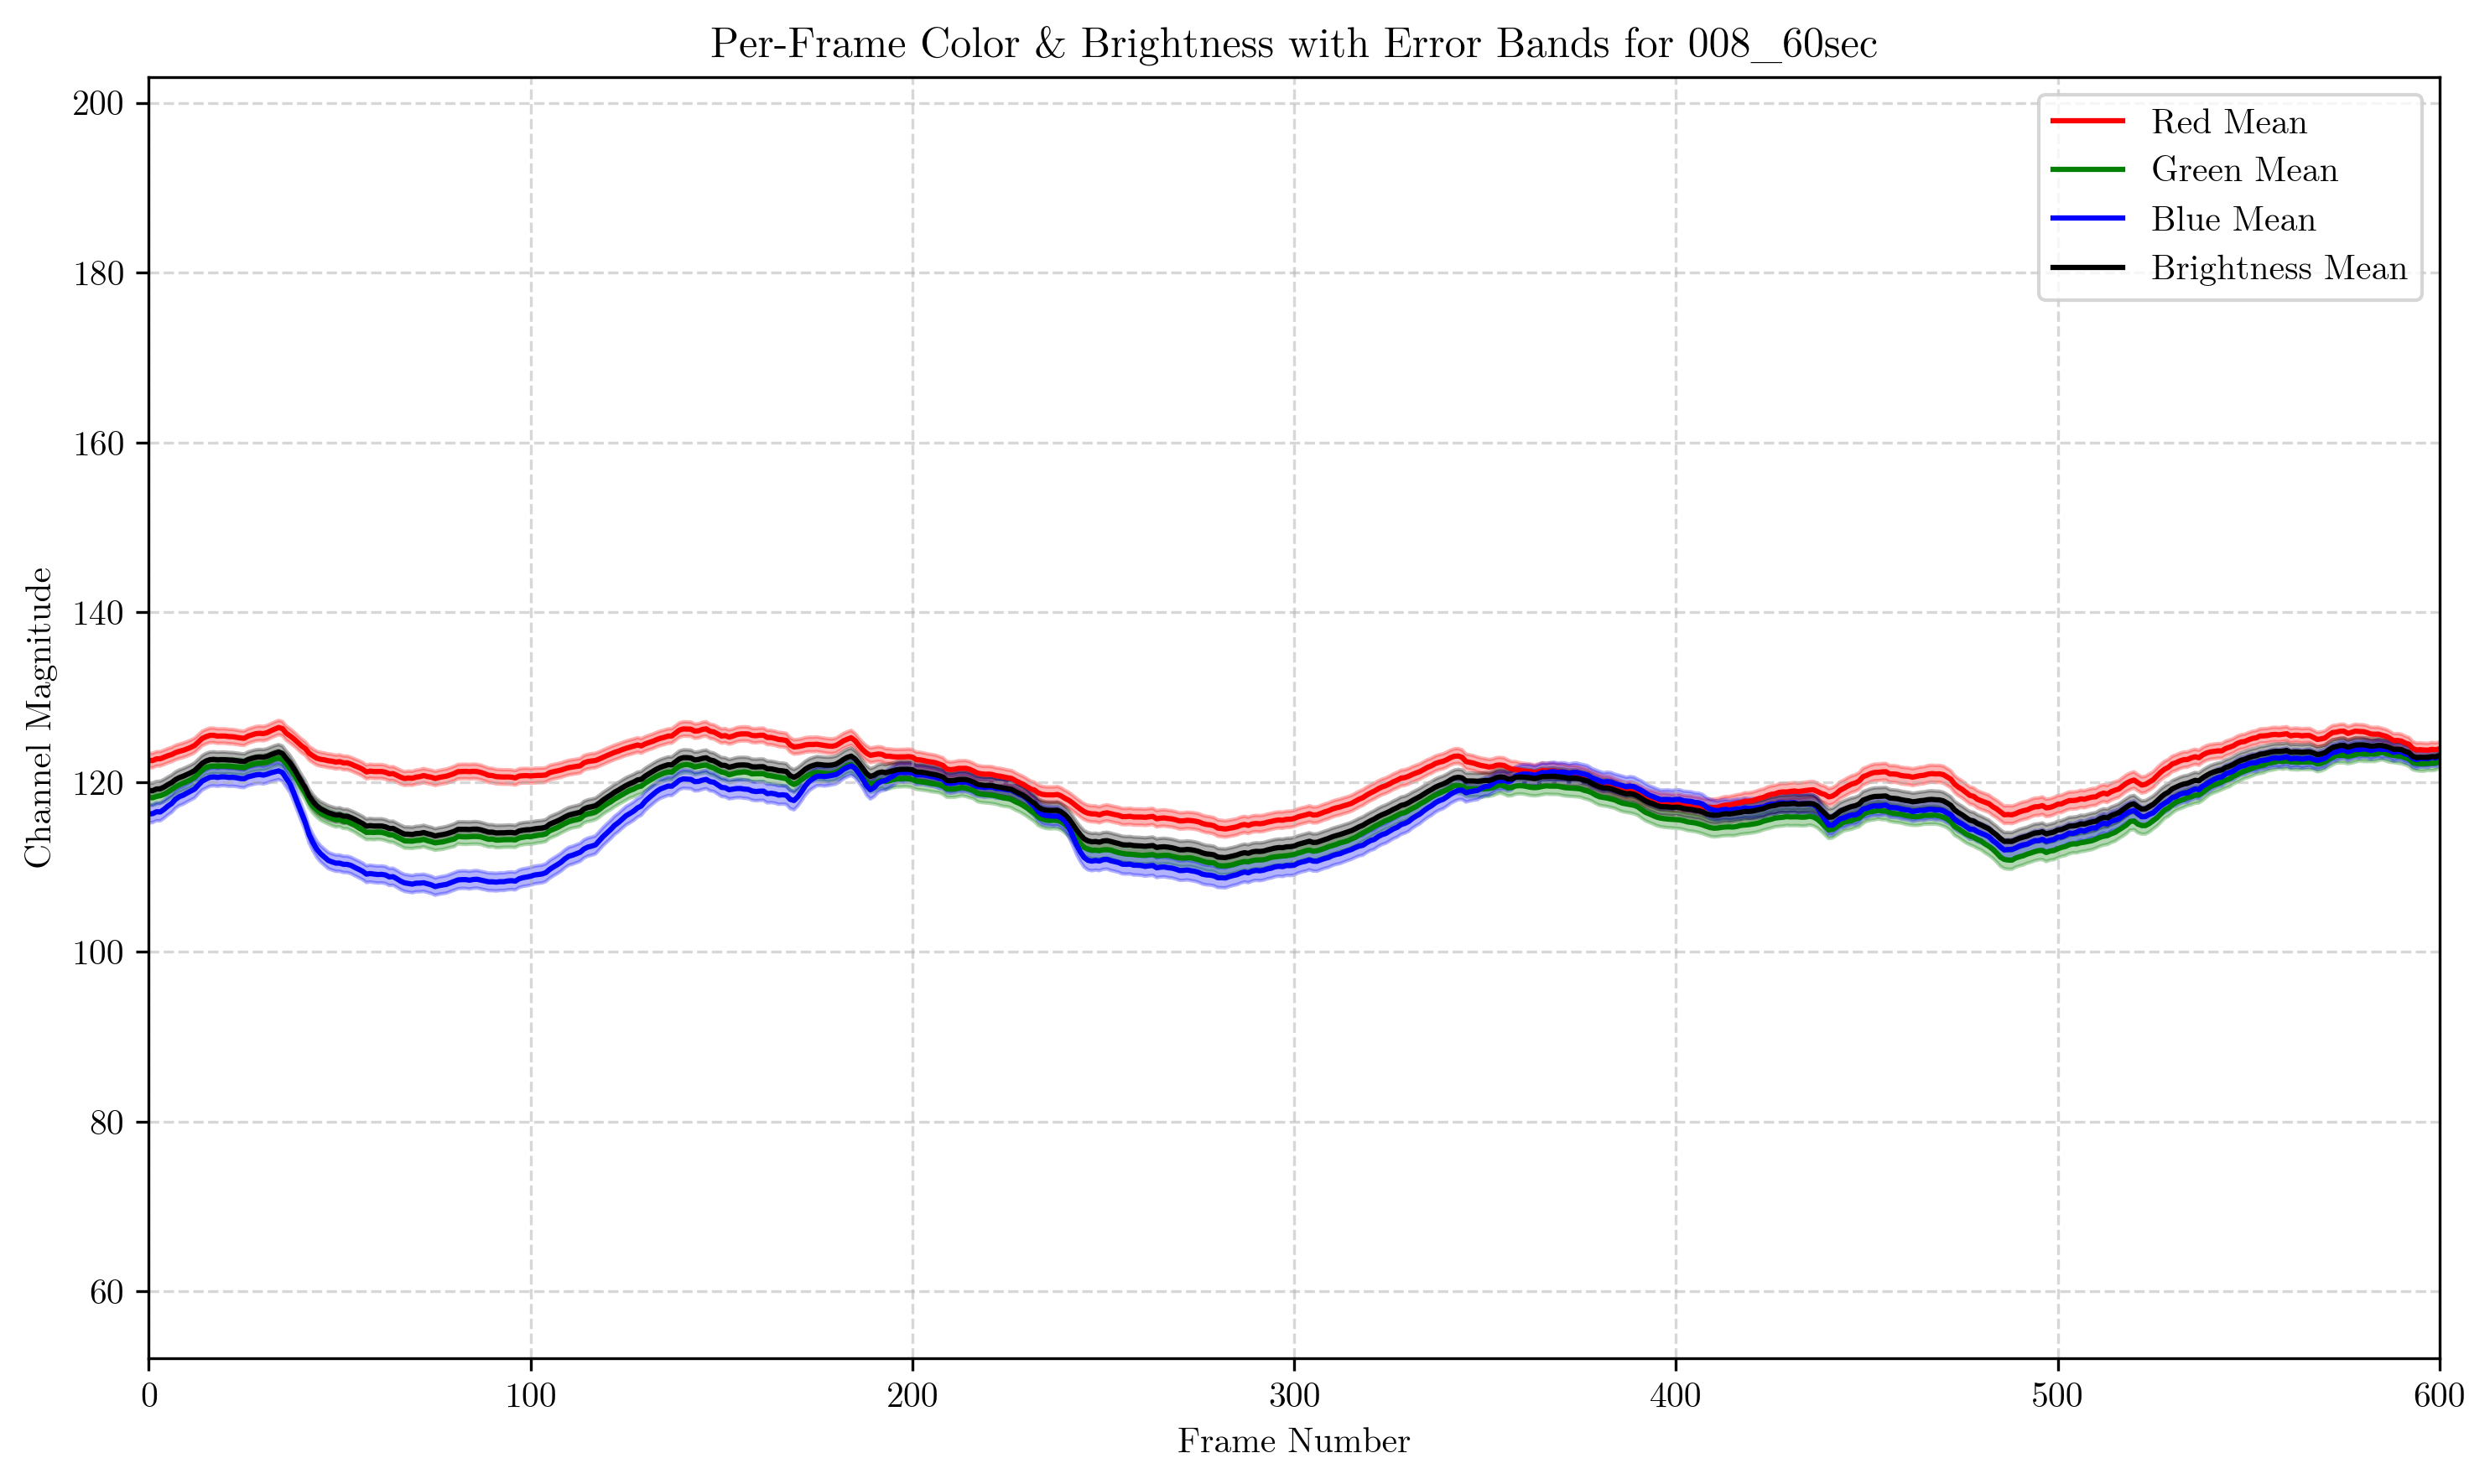 Per-Frame Color & Brightness with Error Bands for 008_60sec
200
180
160
140
120
100
80
60
Channel Magnitude
Red Mean
Green Mean
Blue Mean
Brightness Mean
0 100 200 300 400 500 600
Frame Number